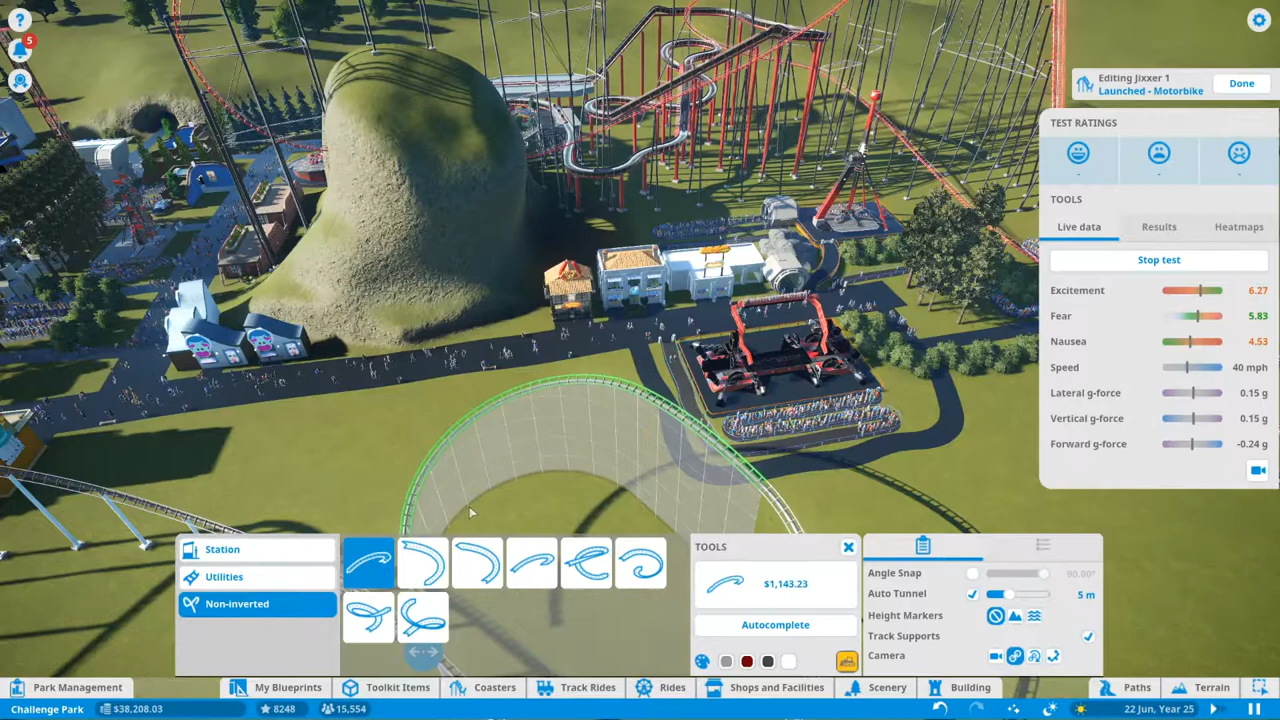 ?
5
Editing Jixxer 1
Launched - Motorbike
Done
TEST RATINGS
- - -
TOOLS
Live data Results Heatmaps
Stop test
Excitement 6.27
Fear 5.83
Nausea 4.53
Speed 40 mph
Lateral g-force 0.15 g
Vertical g-force 0.15 g
Forward g-force -0.24 g
Station
Utilities
Non-inverted
TOOLS
$1,143.23
Autocomplete
Angle Snap 90.00°
Auto Tunnel 5 m
Height Markers
Track Supports
Camera
Park Management My Blueprints Toolkit Items Coasters Track Rides Rides Shops and Facilities Scenery Building Paths Terrain
Challenge Park $38,208.03 8248 15,554 22 Jun, Year 25